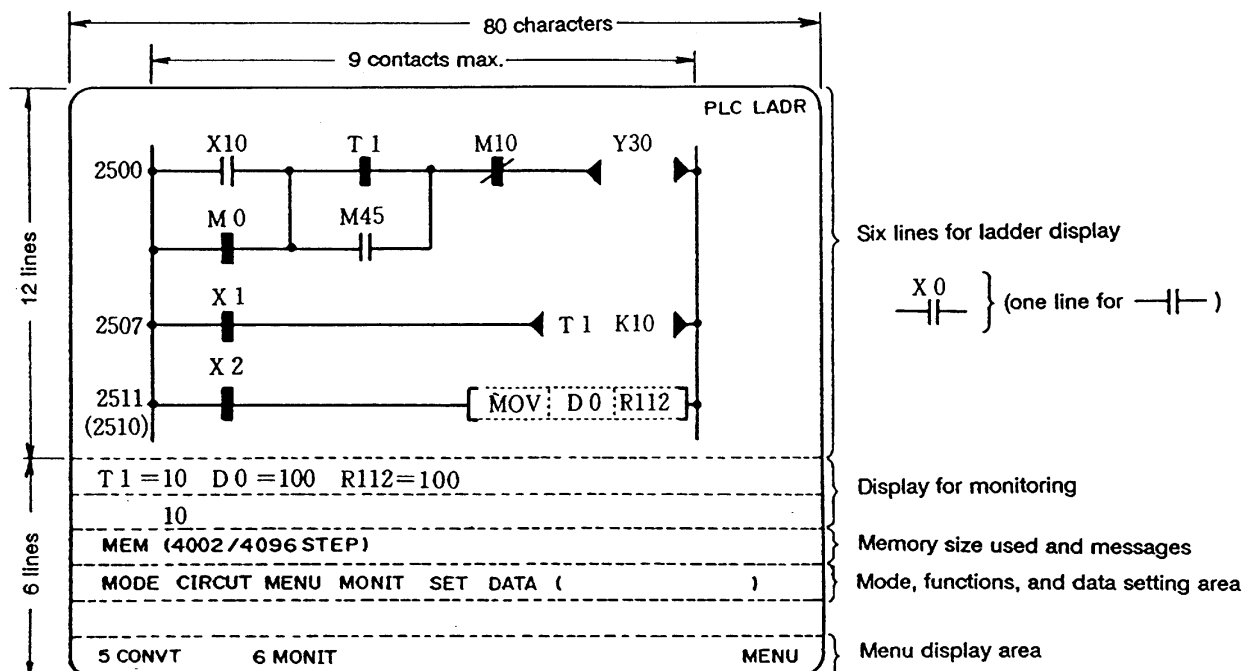 80 characters
9 contacts max.
PLC LADR
X10 T 1 M10 Y30
2500
M 0 M45
12 lines
Six lines for ladder display
X 0
(one line for )
X 1
2507 T 1 K10
X 2
2511 MOV D 0 R112
(2510)
T 1 =10 D 0 =100 R112=100
Display for monitoring
10
6 lines
MEM (4002/4096 STEP)
Memory size used and messages
MODE CIRCUT MENU MONIT SET DATA ( )
Mode, functions, and data setting area
5 CONVT 6 MONIT MENU
Menu display area